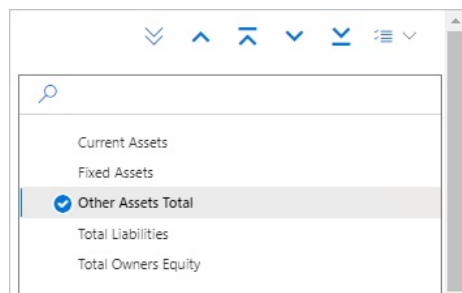 Current Assets
Fixed Assets
Other Assets Total
Total Liabilities
Total Owners Equity